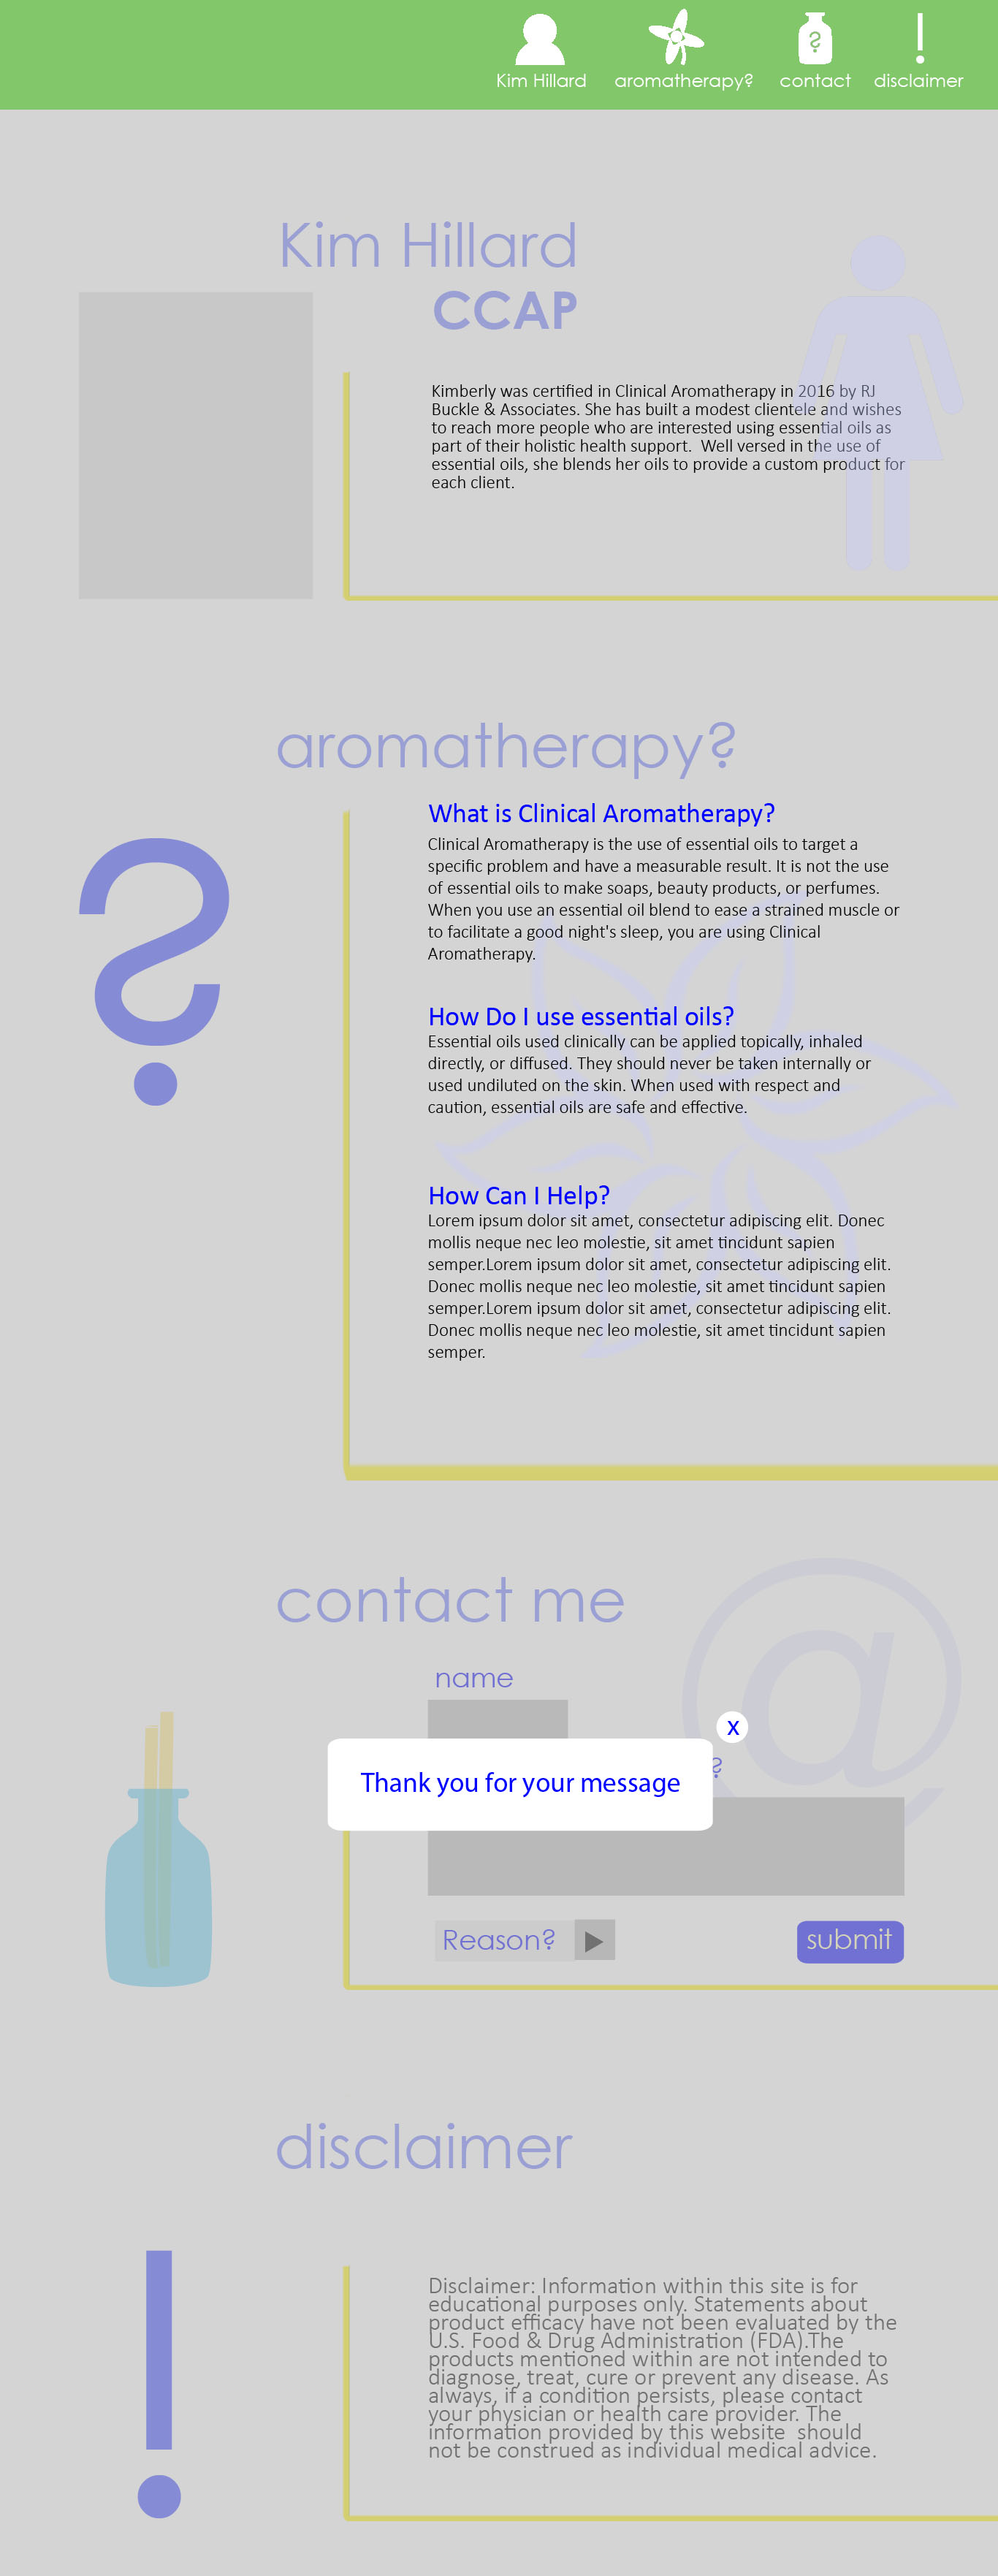 Kim Hillard aromatherapy? contact disclaimer
Kim Hillard
CCAP
Kimberly was certified in Clinical Aromatherapy in 2016 by RJ
Buckle & Associates. She has built a modest clientele and wishes
to reach more people who are interested using essential oils as
part of their holistic health support.  Well versed in the use of
essential oils, she blends her oils to provide a custom product for
each client.
aromatherapy?
?
What is Clinical Aromatherapy?
Clinical Aromatherapy is the use of essential oils to target a
specific problem and have a measurable result. It is not the use
of essential oils to make soaps, beauty products, or perfumes.
When you use an essential oil blend to ease a strained muscle or
to facilitate a good night's sleep, you are using Clinical
Aromatherapy.
How Do I use essential oils?
Essential oils used clinically can be applied topically, inhaled
directly, or diffused. They should never be taken internally or
used undiluted on the skin. When used with respect and
caution, essential oils are safe and effective.
How Can I Help?
Lorem ipsum dolor sit amet, consectetur adipiscing elit. Donec
mollis neque nec leo molestie, sit amet tincidunt sapien
semper.Lorem ipsum dolor sit amet, consectetur adipiscing elit.
Donec mollis neque nec leo molestie, sit amet tincidunt sapien
semper.Lorem ipsum dolor sit amet, consectetur adipiscing elit.
Donec mollis neque nec leo molestie, sit amet tincidunt sapien
semper.
contact me
@
name
x
?
Thank you for your message
Reason?
submit
disclaimer
!
Disclaimer: Information within this site is for
educational purposes only. Statements about
product efficacy have not been evaluated by the
U.S. Food & Drug Administration (FDA).The
products mentioned within are not intended to
diagnose, treat, cure or prevent any disease. As
always, if a condition persists, please contact
your physician or health care provider. The
information provided by this website  should
not be construed as individual medical advice.